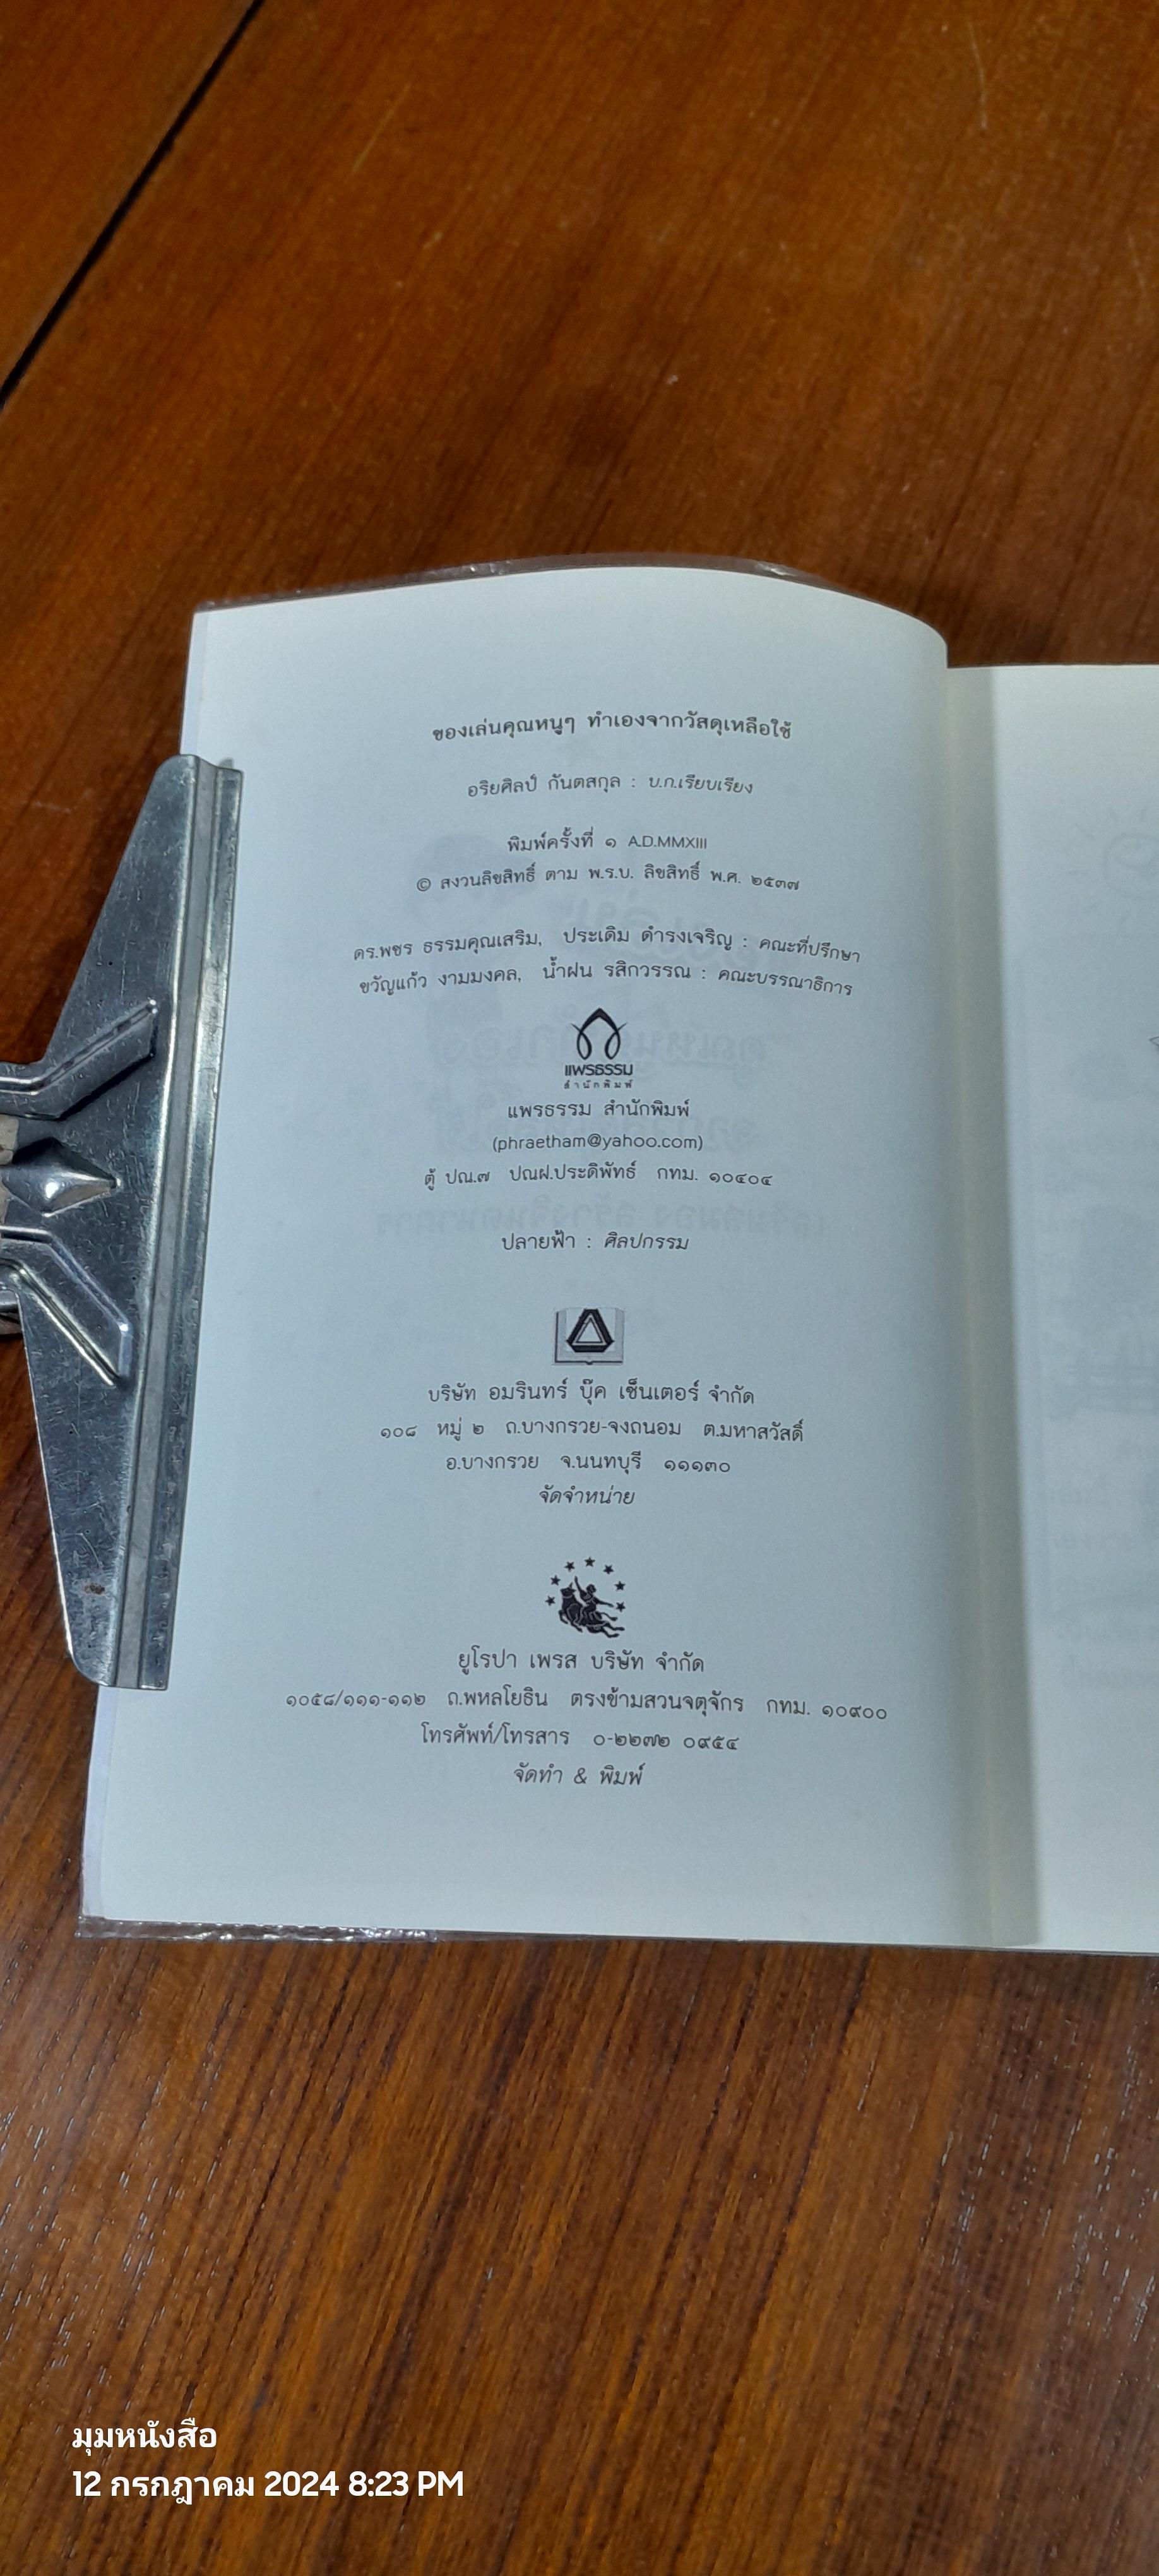 ของเล่นคุณหนูๆ ทำเองจากวัสดุเหลือใช้
อริยศิลป์ กันตสกุล : บ.ก.เรียบเรียง
พิมพ์ครั้งที่ ๑ A.D.MMXIII
© สงวนลิขสิทธิ์ ตาม พ.ร.บ. ลิขสิทธิ์ พ.ศ. ๒๕๓๗
ดร.พชร ธรรมคุณเสริม, ประเดิม ดำรงเจริญ : คณะที่ปรึกษา
ขวัญแก้ว งามมงคล, น้ำฝน รสิกวรรณ : คณะบรรณาธิการ
แพรธรรม
สำนักพิมพ์
แพรธรรม สำนักพิมพ์
(phraetham@yahoo.com)
ตู้ ปณ.๗ ปณฝ.ประดิพัทธ์ กทม. ๑๐๔๐๔
ปลายฟ้า : ศิลปกรรม
บริษัท อมรินทร์ บุ๊ค เซ็นเตอร์ จำกัด
๑๐๘ หมู่ ๒ ถ.บางกรวย-จงถนอม ต.มหาสวัสดิ์
อ.บางกรวย จ.นนทบุรี ๑๑๑๓๐
จัดจำหน่าย
ยูโรปา เพรส บริษัท จำกัด
๑๐๕๘/๑๑๑-๑๑๒ ถ.พหลโยธิน ตรงข้ามสวนจตุจักร กทม. ๑๐๙๐๐
โทรศัพท์/โทรสาร ๐-๒๒๗๒ ๐๙๕๔
จัดทำ & พิมพ์
มุมหนังสือ
12 กรกฎาคม 2024 8:23 PM